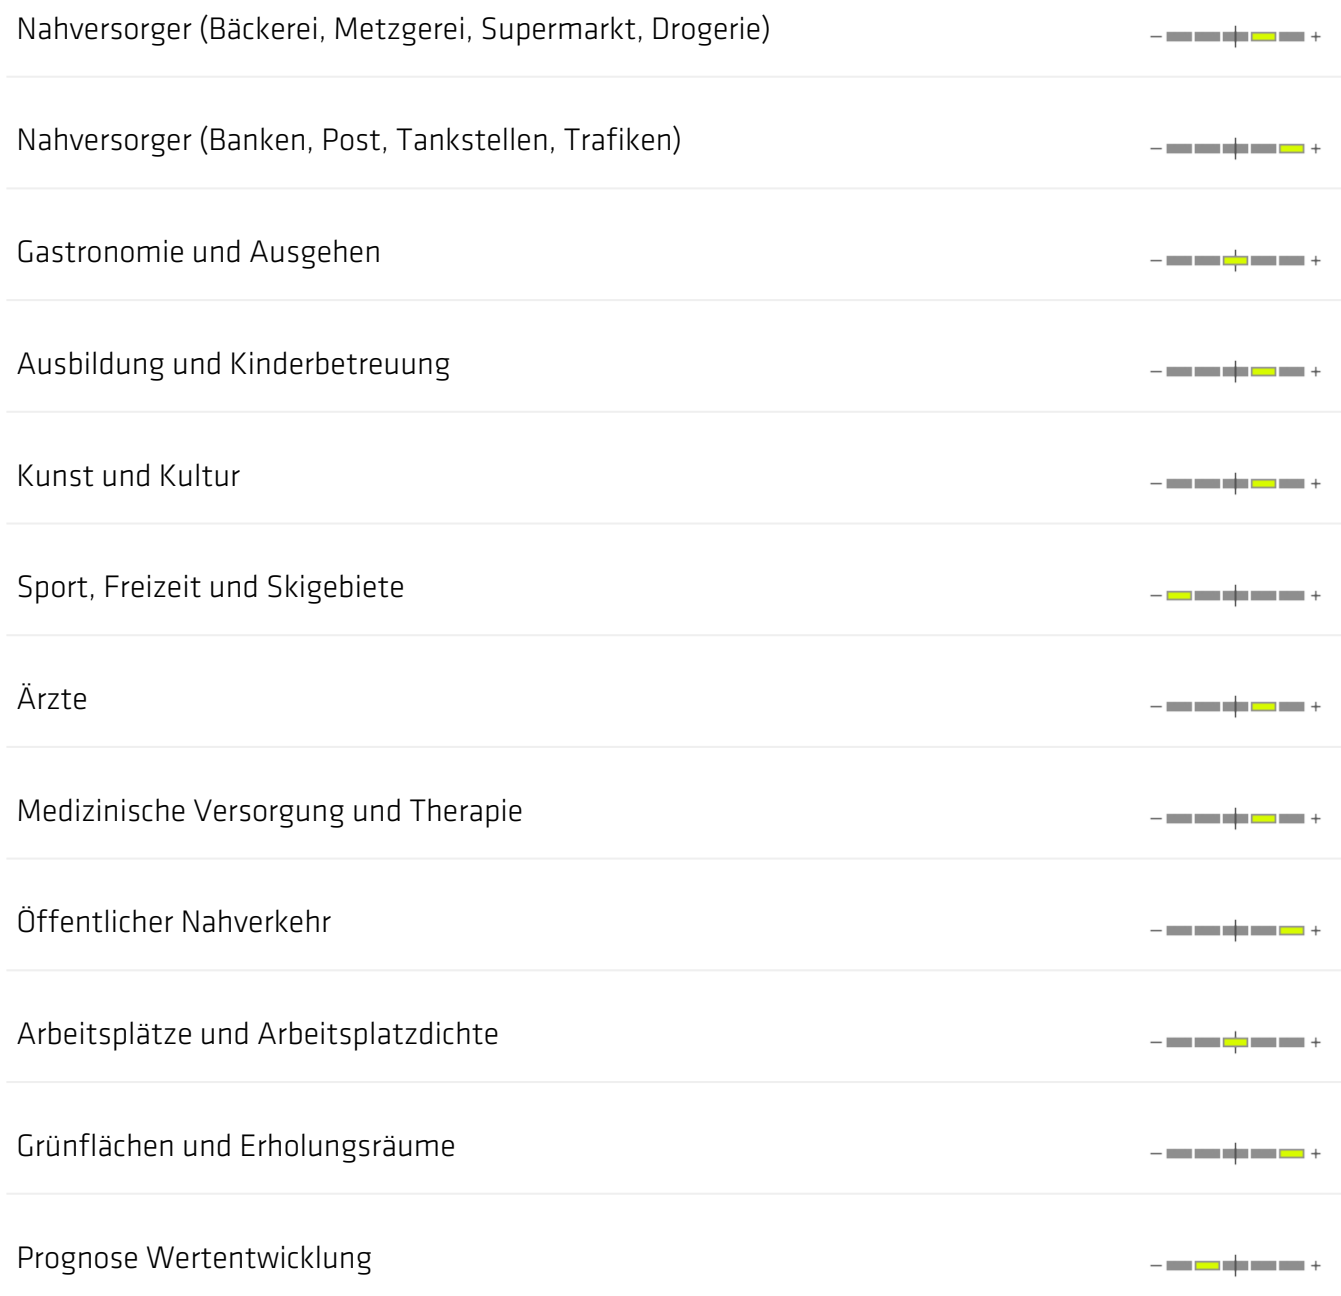 Nahversorger (Bäckerei, Metzgerei, Supermarkt, Drogerie) − +
Nahversorger (Banken, Post, Tankstellen, Trafiken) − +
Gastronomie und Ausgehen − +
Ausbildung und Kinderbetreuung − +
Kunst und Kultur − +
Sport, Freizeit und Skigebiete − +
Ärzte − +
Medizinische Versorgung und Therapie − +
Öffentlicher Nahverkehr − +
Arbeitsplätze und Arbeitsplatzdichte − +
Grünflächen und Erholungsräume − +
Prognose Wertentwicklung − +